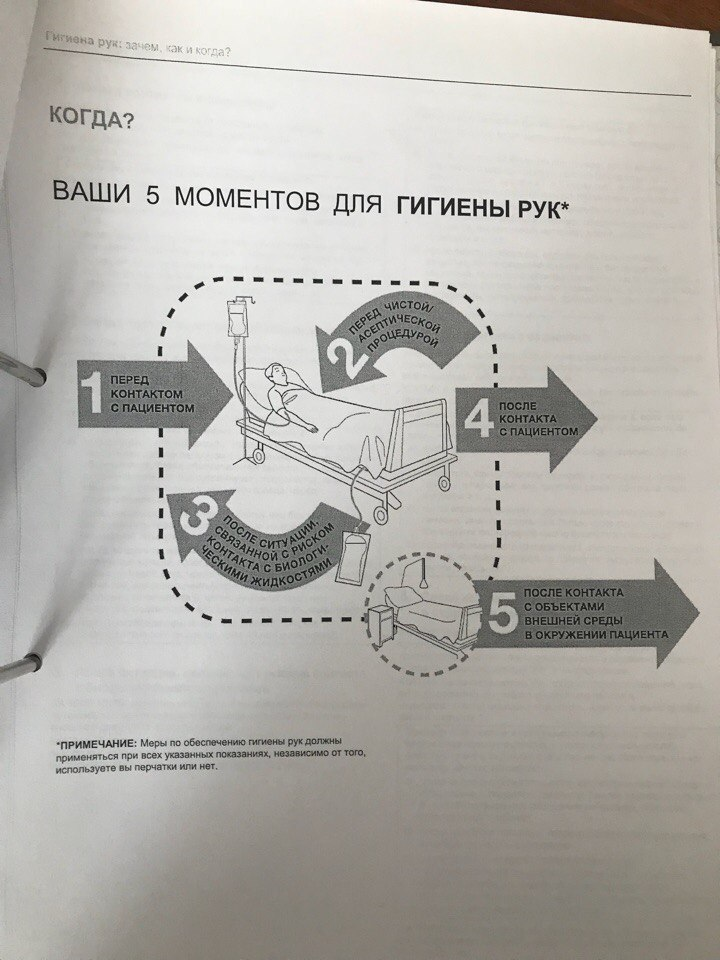 Гигиена рук: зачем, как и когда?
КОГДА?
ВАШИ 5 МОМЕНТОВ ДЛЯ ГИГИЕНЫ РУК*
1
ПЕРЕД
КОНТАКТОМ
С ПАЦИЕНТОМ
2
ПЕРЕД ЧИСТОЙ/
АСЕПТИЧЕСКОЙ
ПРОЦЕДУРОЙ
3
ПОСЛЕ СИТУАЦИИ,
СВЯЗАННОЙ С РИСКОМ
КОНТАКТА С БИОЛОГИ-
ЧЕСКИМИ ЖИДКОСТЯМИ
4
ПОСЛЕ
КОНТАКТА
С ПАЦИЕНТОМ
5
ПОСЛЕ КОНТАКТА
С ОБЪЕКТАМИ
ВНЕШНЕЙ СРЕДЫ
В ОКРУЖЕНИИ ПАЦИЕНТА
*ПРИМЕЧАНИЕ: Меры по обеспечению гигиены рук должны
применяться при всех указанных показаниях, независимо от того,
используете вы перчатки или нет.